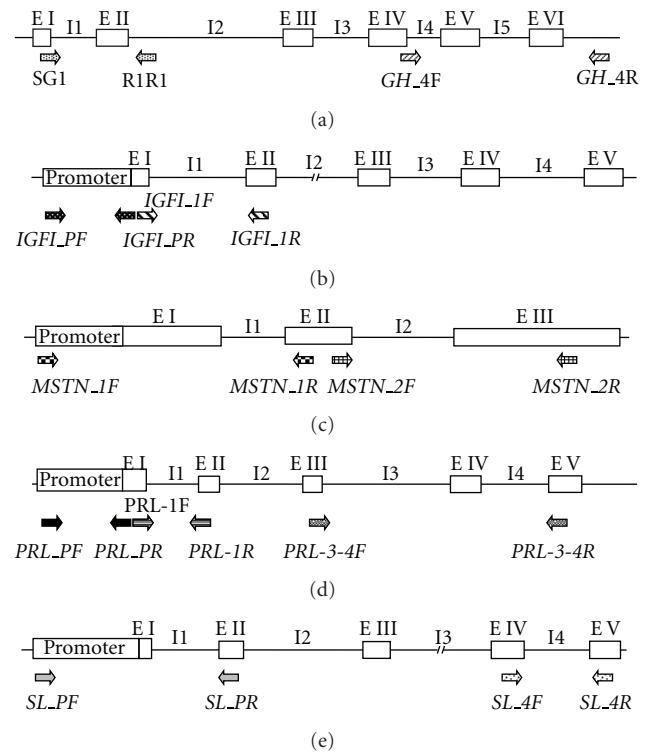 E I I1 E II I2 E III I3 E IV I4 E V I5 E VI
SG1 R1R1 GH_4F GH_4R
(a)
Promoter E I I1 E II I2 E III I3 E IV I4 E V
IGFI_1F
IGFI_PF IGFI_PR IGFI_1R
(b)
Promoter E I I1 E II I2 E III
MSTN_1F MSTN_1R MSTN_2F MSTN_2R
(c)
Promoter E I I1 E II I2 E III I3 E IV I4 E V
PRL-1F
PRL_PF PRL_PR PRL-1R PRL-3-4F PRL-3-4R
(d)
Promoter E I I1 E II I2 E III I3 E IV I4 E V
SL_PF SL_PR SL_4F SL_4R
(e)